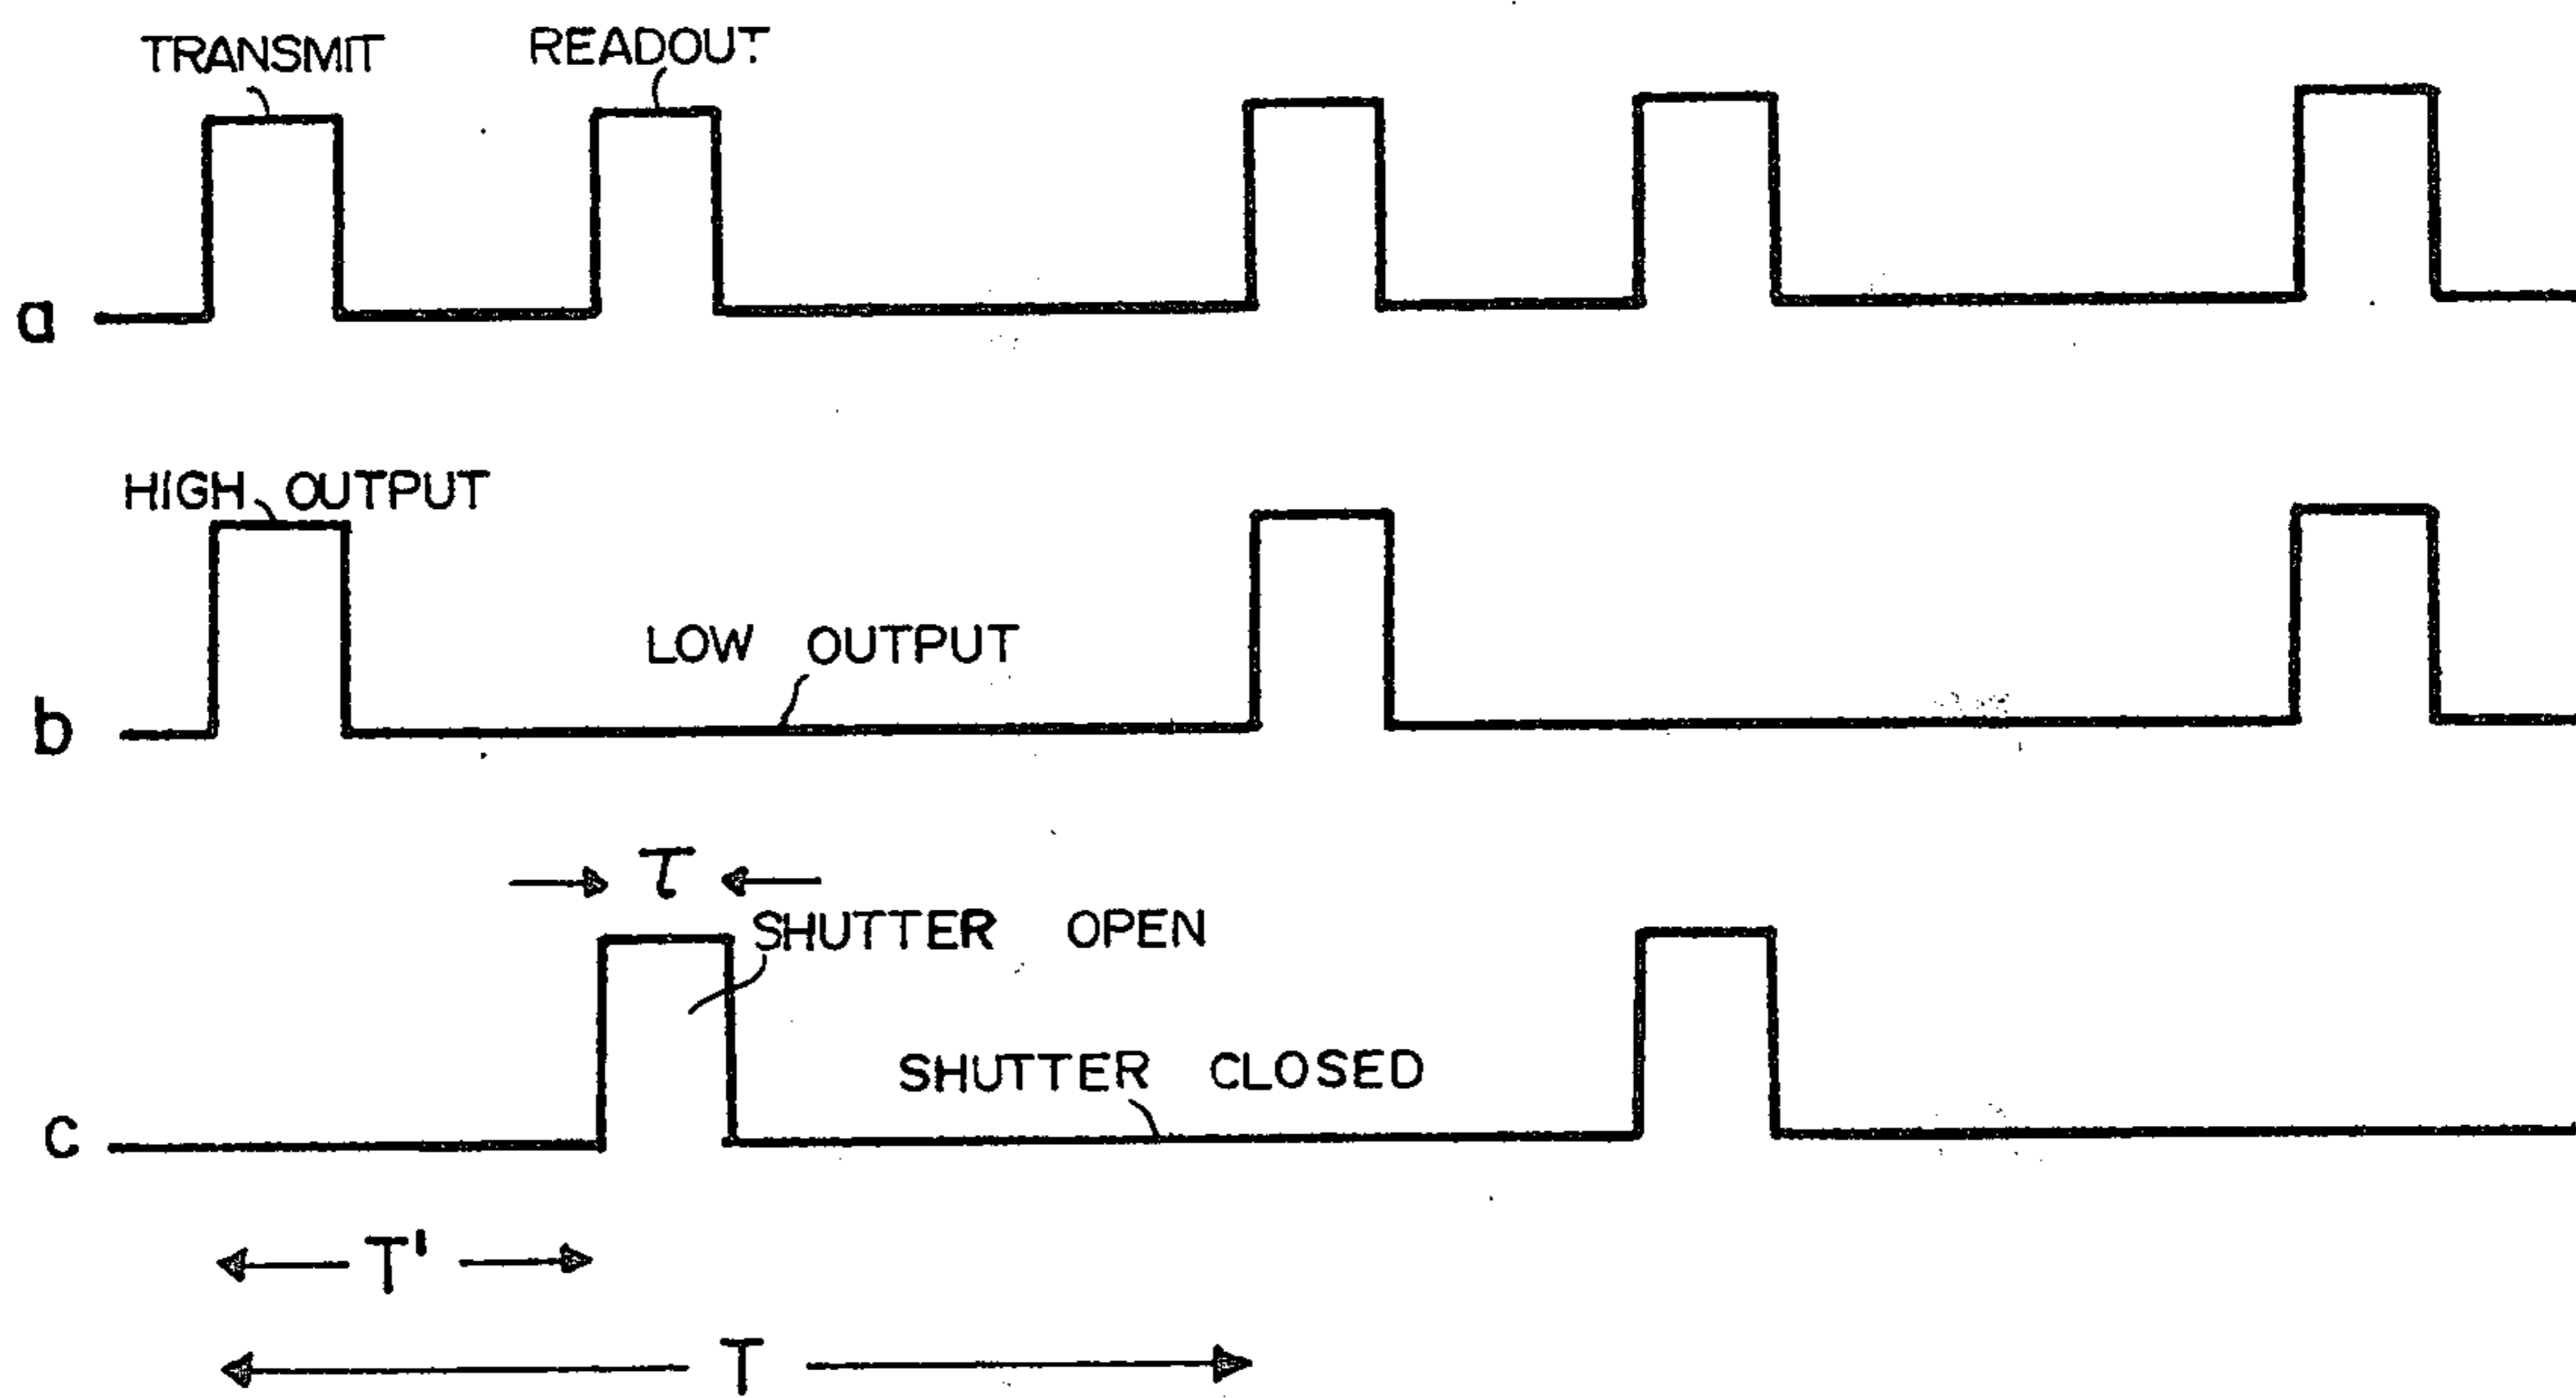 TRANSMIT
READOUT
a
HIGH OUTPUT
LOW OUTPUT
b
τ
SHUTTER OPEN
SHUTTER CLOSED
c
T'
T